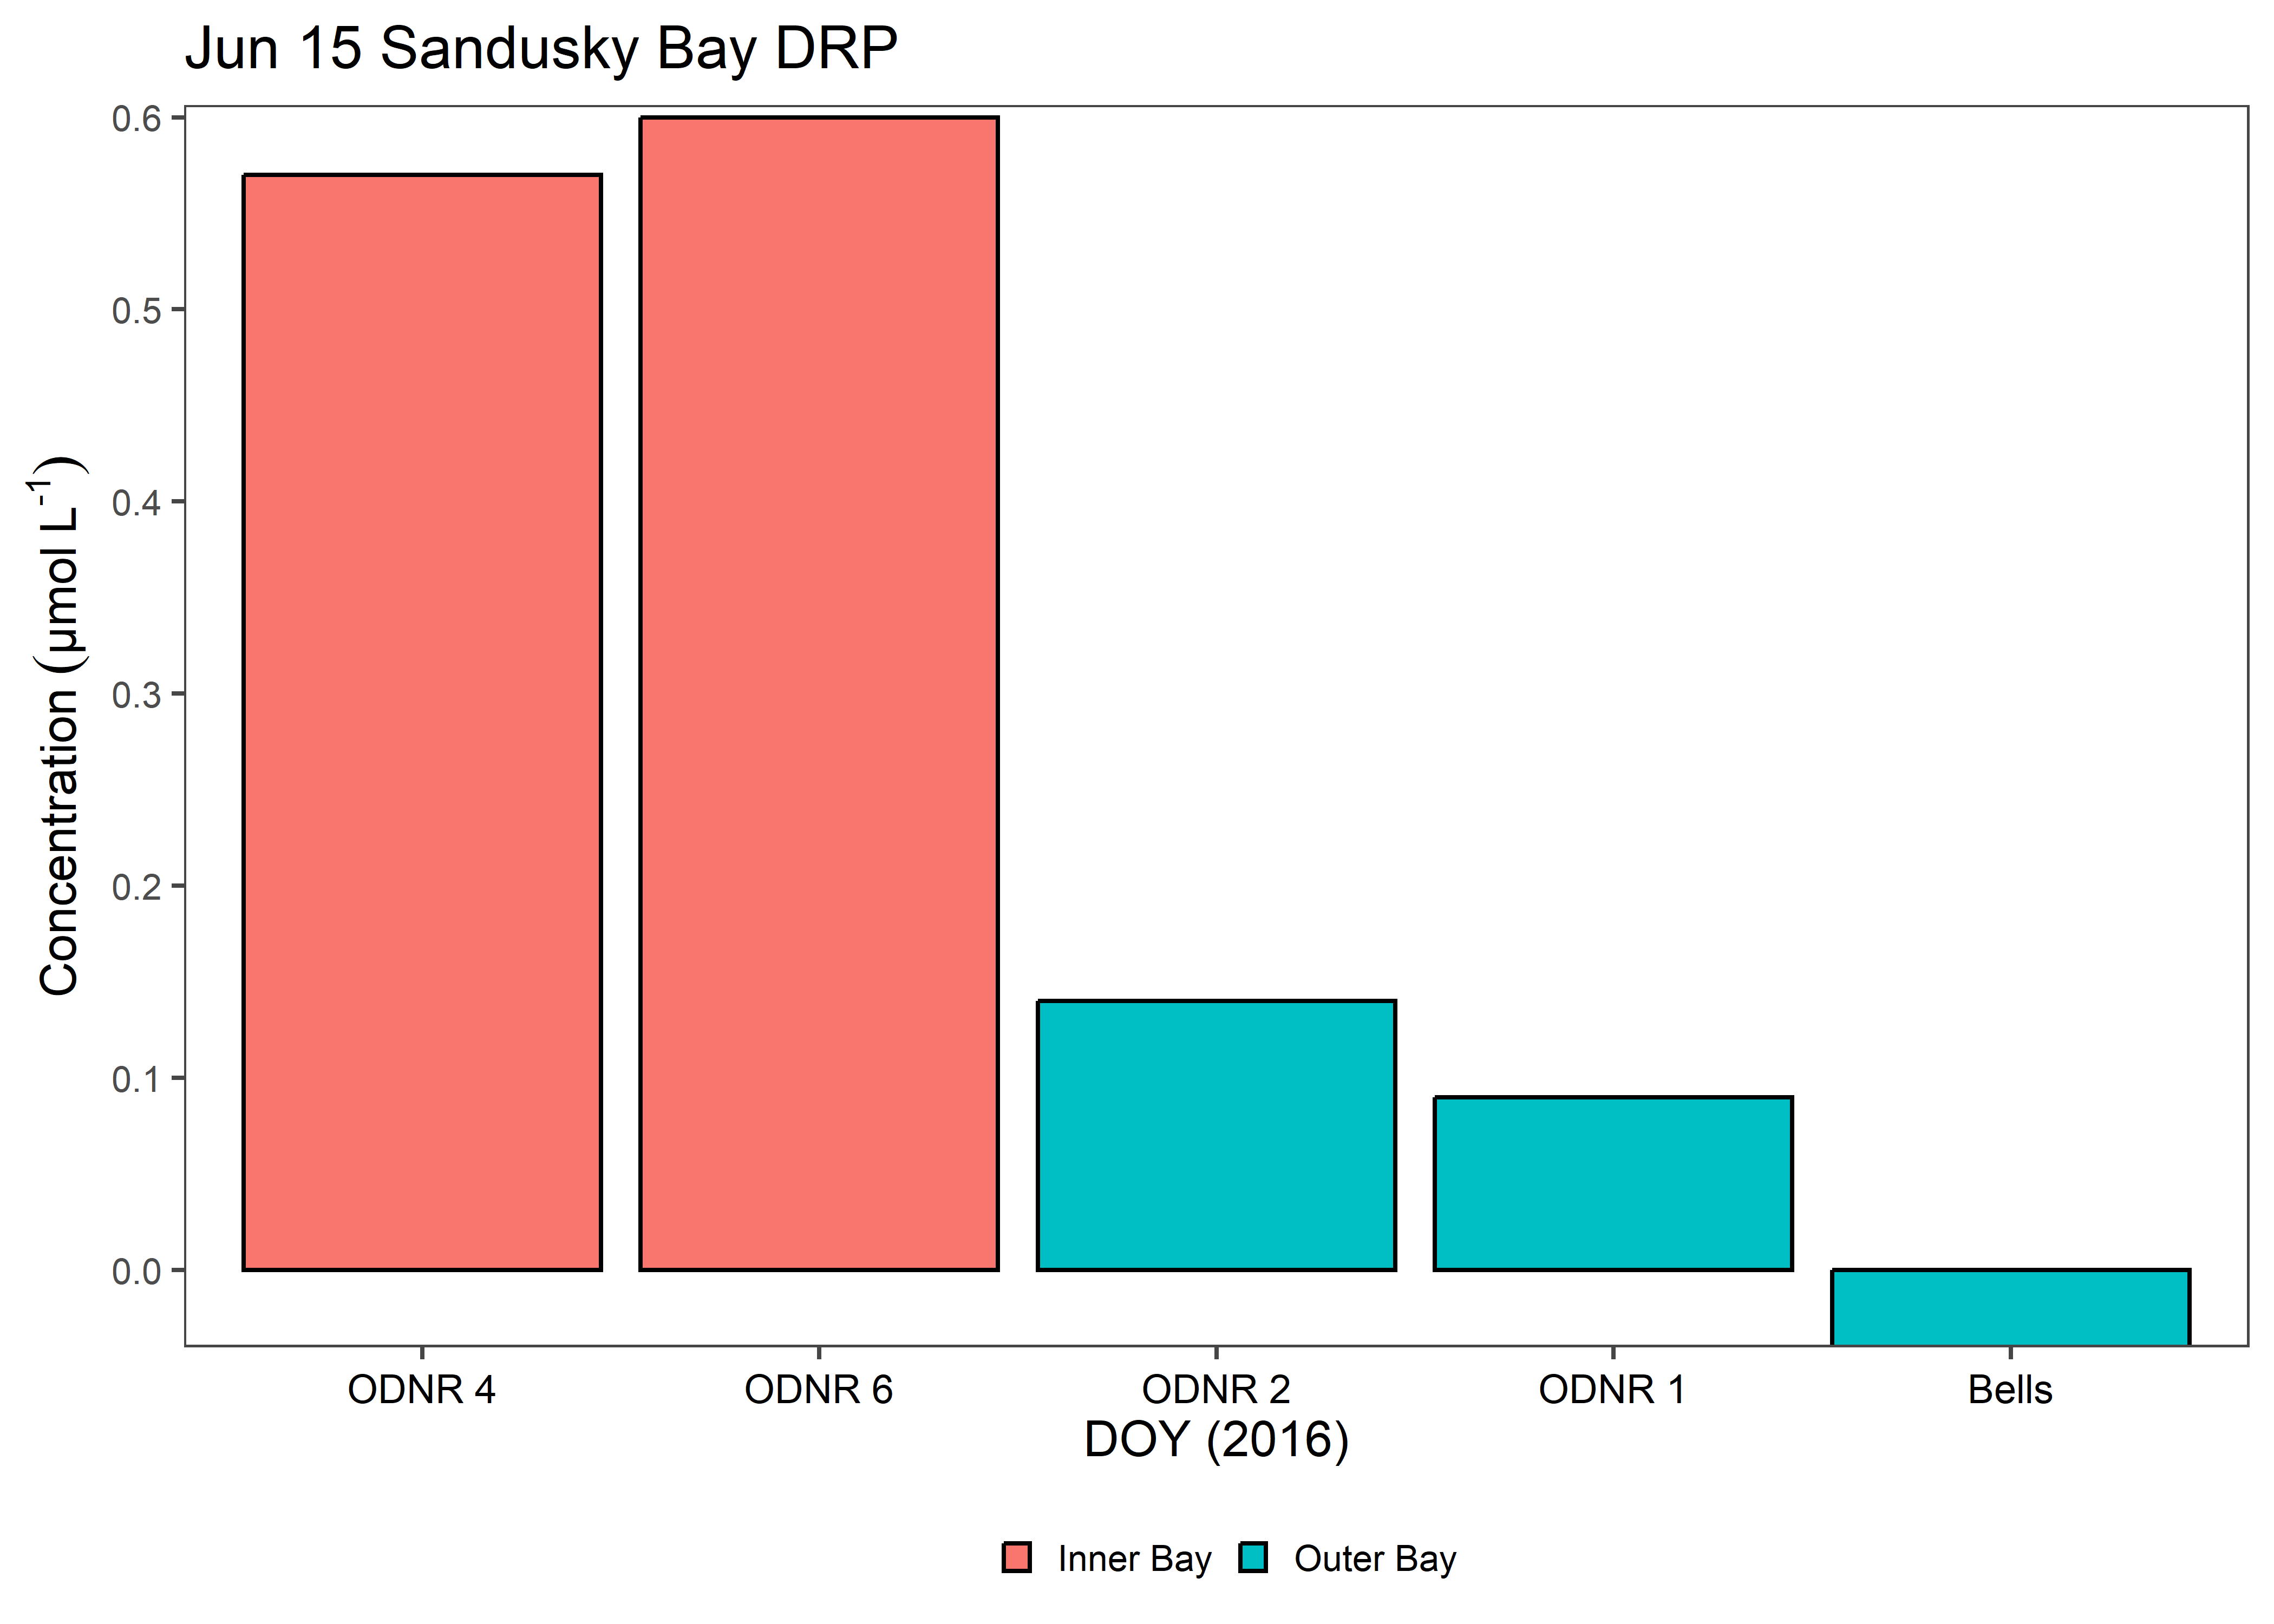 Jun 15 Sandusky Bay DRP
Concentration (µmol L⁻¹)
0.6
0.5
0.4
0.3
0.2
0.1
0.0
ODNR 4 ODNR 6 ODNR 2 ODNR 1 Bells
DOY (2016)
Inner Bay Outer Bay